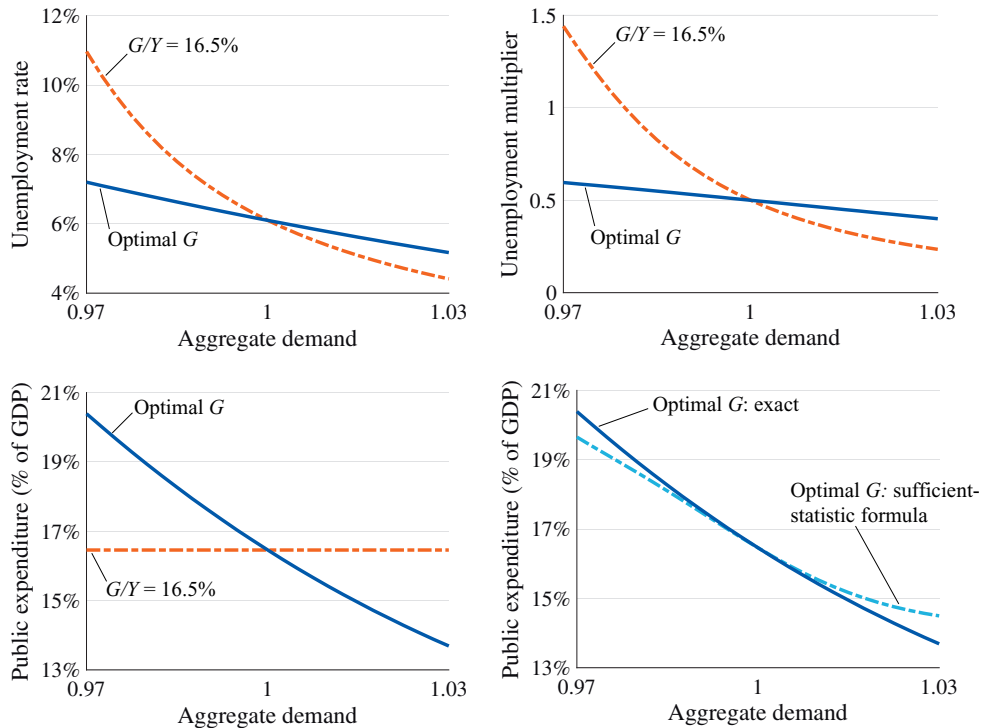 12%
10%
8%
6%
4%
Unemployment rate
G/Y = 16.5%
Optimal G
0.97
1
1.03
Aggregate demand
1.5
1
0.5
0
Unemployment multiplier
G/Y = 16.5%
Optimal G
0.97
1
1.03
Aggregate demand
21%
19%
17%
15%
13%
Public expenditure (% of GDP)
Optimal G
G/Y = 16.5%
0.97
1
1.03
Aggregate demand
21%
19%
17%
15%
13%
Public expenditure (% of GDP)
Optimal G: exact
Optimal G: sufficient-
statistic formula
0.97
1
1.03
Aggregate demand